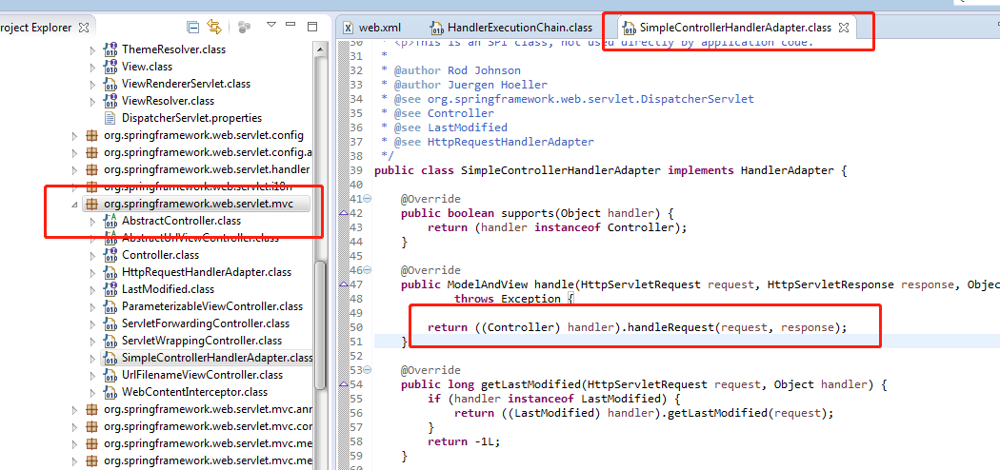 roject Explorer
ThemeResolver.class
View.class
ViewRendererServlet.class
ViewResolver.class
DispatcherServlet.properties
org.springframework.web.servlet.config
org.springframework.web.servlet.config.a
org.springframework.web.servlet.handler
org.springframework.web.servlet.i18n
org.springframework.web.servlet.mvc
AbstractController.class
AbstractUrlViewController.class
Controller.class
HttpRequestHandlerAdapter.class
LastModified.class
ParameterizableViewController.class
ServletForwardingController.class
ServletWrappingController.class
SimpleControllerHandlerAdapter.class
UrlFilenameViewController.class
WebContentInterceptor.class
org.springframework.web.servlet.mvc.ann
org.springframework.web.servlet.mvc.con
org.springframework.web.servlet.mvc.me
org.springframework.web.servlet.mvc.me
web.xml HandlerExecutionChain.class SimpleControllerHandlerAdapter.class
30 * <p>This is an SPI class, not used directly by application code.
31 *
32 * @author Rod Johnson
33 * @author Juergen Hoeller
34 * @see org.springframework.web.servlet.DispatcherServlet
35 * @see Controller
36 * @see LastModified
37 * @see HttpRequestHandlerAdapter
38 */
39 public class SimpleControllerHandlerAdapter implements HandlerAdapter {
40
41 @Override
42 public boolean supports(Object handler) {
43 return (handler instanceof Controller);
44 }
45
46 @Override
47 public ModelAndView handle(HttpServletRequest request, HttpServletResponse response, Objec
48 throws Exception {
49
50 return ((Controller) handler).handleRequest(request, response);
51 }
52
53 @Override
54 public long getLastModified(HttpServletRequest request, Object handler) {
55 if (handler instanceof LastModified) {
56 return ((LastModified) handler).getLastModified(request);
57 }
58 return -1L;
59 }